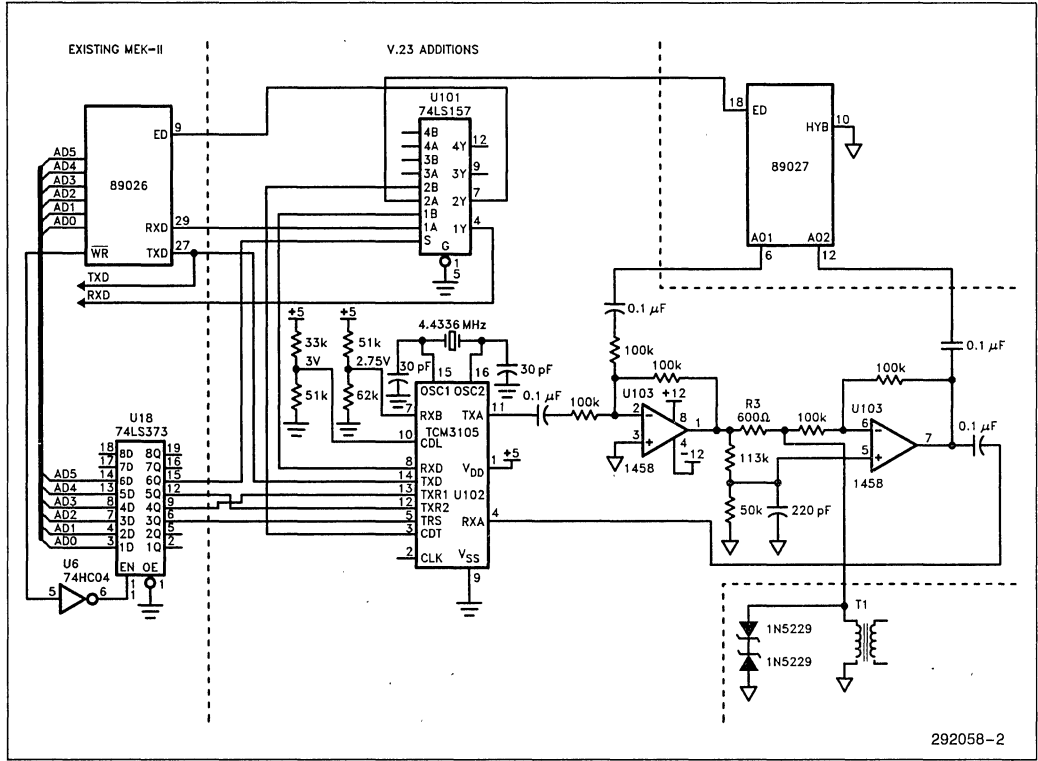 EXISTING MEK-II
V.23 ADDITIONS
89026
ED
9
AD5
AD4
AD3
AD2
AD1
AD0
RXD
29
TXD
27
WR
TXD
RXD
U101
74LS157
4B
4A
3B
3A
2B
2A
1B
1A
S
4Y
12
3Y
9
2Y
7
1Y
4
G
1
5
18
ED
HYB
10
89027
AO1
AO2
6
12
0.1 μF
100k
0.1 μF
+5
33k
3V
51k
+5
51k
2.75V
62k
4.4336 MHz
30 pF
30 pF
15
16
OSC1
OSC2
7
RXB
10
CDL
8
RXD
14
TXD
13
TXR1
12
TXR2
5
TRS
3
CDT
2
CLK
TCM3105
U102
TXA
11
VDD
1
+5
RXA
4
VSS
9
0.1 μF
100k
100k
U103
+12
2
8
1
3
4
-12
1458
R3
600Ω
113k
50k
220 pF
100k
100k
U103
6
5
7
1458
0.1 μF
U18
74LS373
18
8D
8Q
19
17
7D
7Q
16
AD5
14
6D
6Q
15
AD4
13
5D
5Q
12
AD3
8
4D
4Q
9
AD2
7
3D
3Q
6
AD1
4
2D
2Q
5
AD0
3
1D
1Q
2
EN
OE
11
1
U6
74HC04
5
6
1N5229
1N5229
T1
292058-2